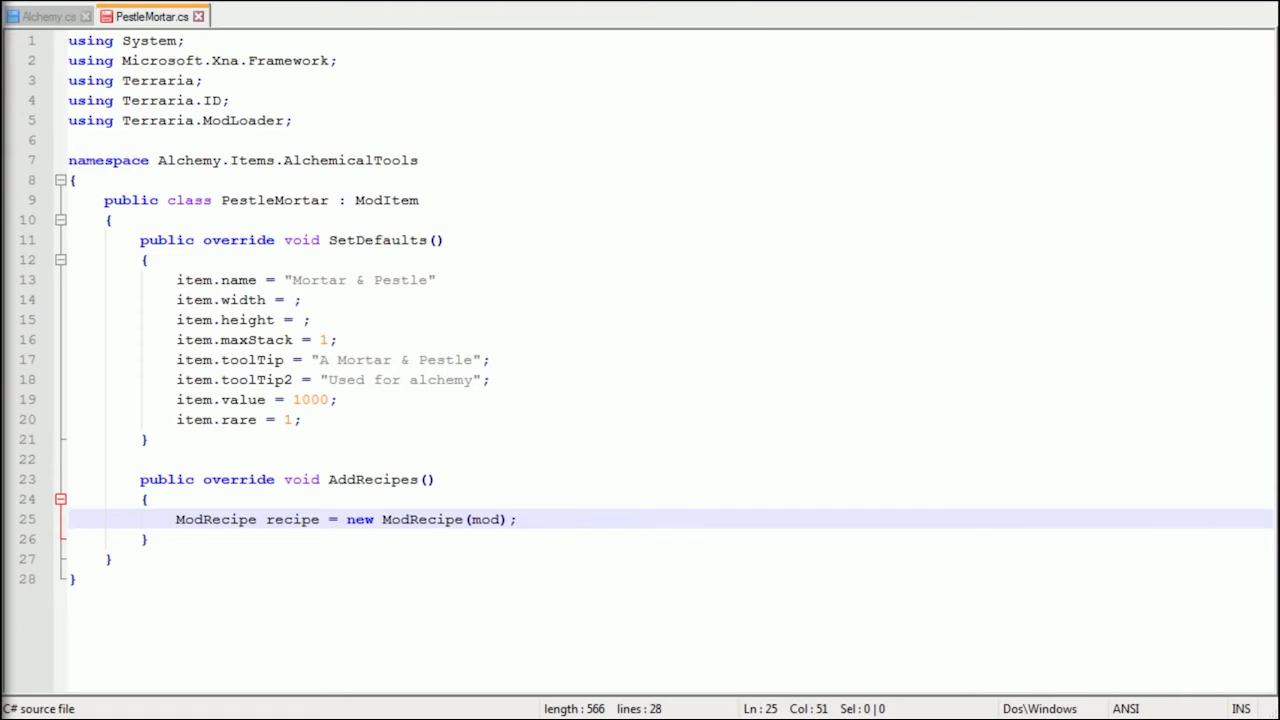 Alchemy.cs PestleMortar.cs
1 using System;
2 using Microsoft.Xna.Framework;
3 using Terraria;
4 using Terraria.ID;
5 using Terraria.ModLoader;
6
7 namespace Alchemy.Items.AlchemicalTools
8 {
9 public class PestleMortar : ModItem
10 {
11 public override void SetDefaults()
12 {
13 item.name = "Mortar & Pestle"
14 item.width = ;
15 item.height = ;
16 item.maxStack = 1;
17 item.toolTip = "A Mortar & Pestle";
18 item.toolTip2 = "Used for alchemy";
19 item.value = 1000;
20 item.rare = 1;
21 }
22
23 public override void AddRecipes()
24 {
25 ModRecipe recipe = new ModRecipe(mod);
26 }
27 }
28 }
C# source file length : 566 lines : 28 Ln : 25 Col : 51 Sel : 0 | 0 Dos\Windows ANSI INS